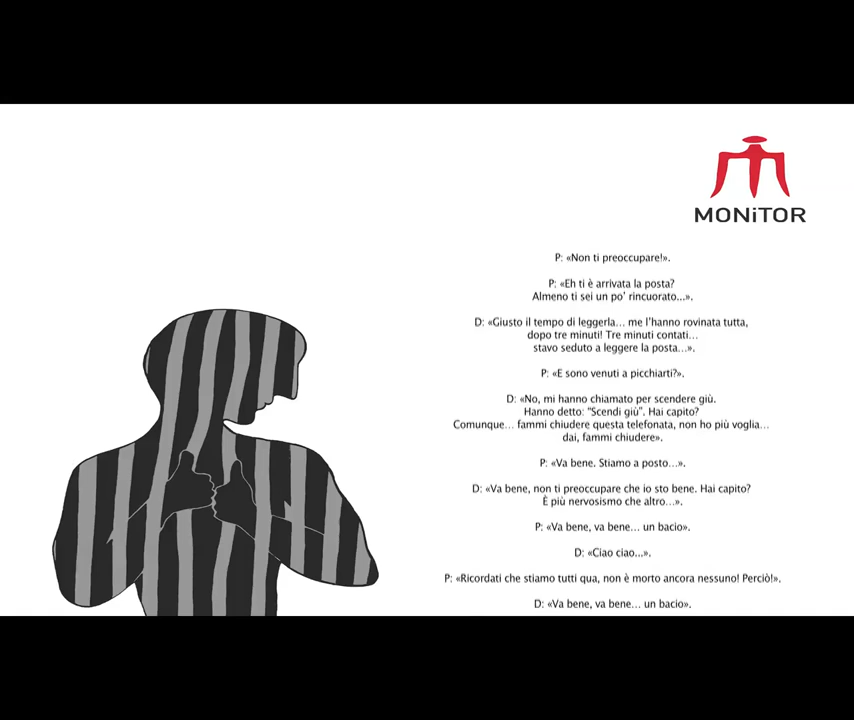 MONiTOR
P: «Non ti preoccupare!».
P: «Eh ti è arrivata la posta?
Almeno ti sei un po’ rincuorato...».
D: «Giusto il tempo di leggerla... me l’hanno rovinata tutta,
dopo tre minuti! Tre minuti contati...
stavo seduto a leggere la posta...».
P: «E sono venuti a picchiarti?».
D: «No, mi hanno chiamato per scendere giù.
Hanno detto: “Scendi giù”. Hai capito?
Comunque... fammi chiudere questa telefonata, non ho più voglia...
dai, fammi chiudere».
P: «Va bene. Stiamo a posto...».
D: «Va bene, non ti preoccupare che io sto bene. Hai capito?
È più nervosismo che altro...».
P: «Va bene, va bene... un bacio».
D: «Ciao ciao...».
P: «Ricordati che stiamo tutti qua, non è morto ancora nessuno! Perciò!».
D: «Va bene, va bene... un bacio».